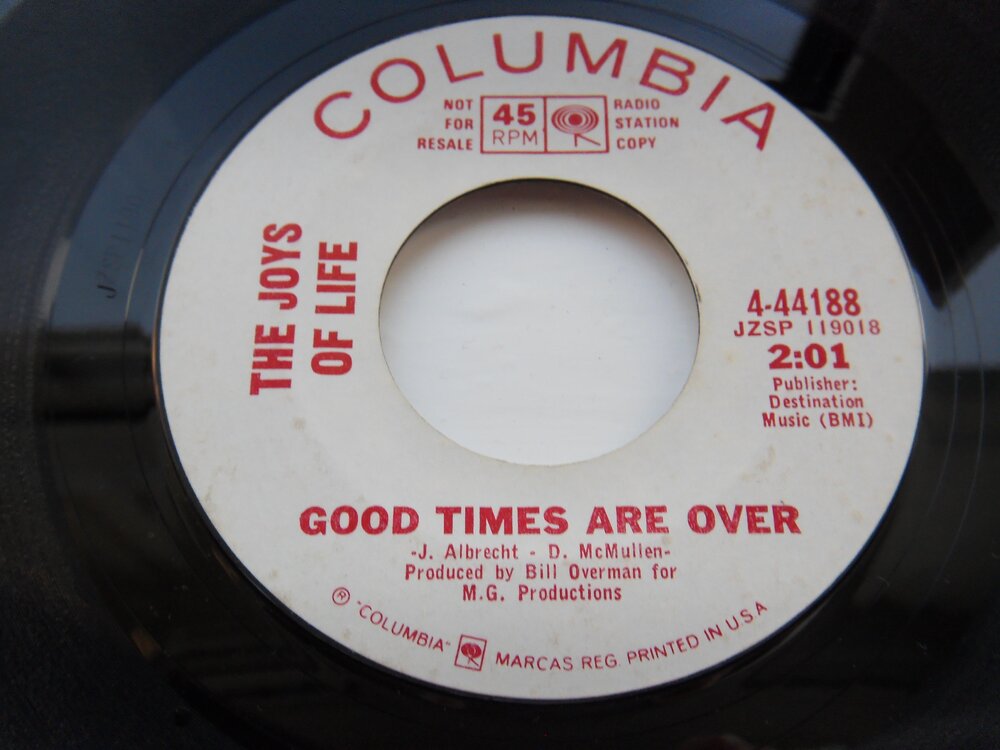 COLUMBIA
NOT
FOR
RESALE
45
RPM
RADIO
STATION
COPY
THE JOYS
OF LIFE
4-44188
JZSP 119018
2:01
Publisher:
Destination
Music (BMI)
GOOD TIMES ARE OVER
-J. Albrecht - D. McMullen-
Produced by Bill Overman for
M.G. Productions
® "COLUMBIA" MARCAS REG. PRINTED IN U.S.A